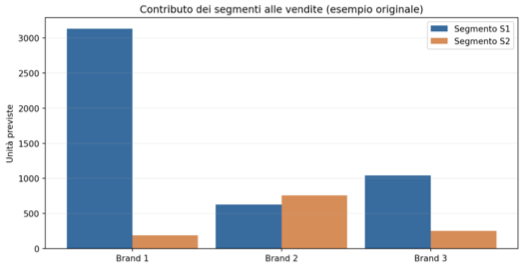 Contributo dei segmenti alle vendite (esempio originale)
Segmento S1
Segmento S2
Unità previste
3000
2500
2000
1500
1000
500
0
Brand 1
Brand 2
Brand 3